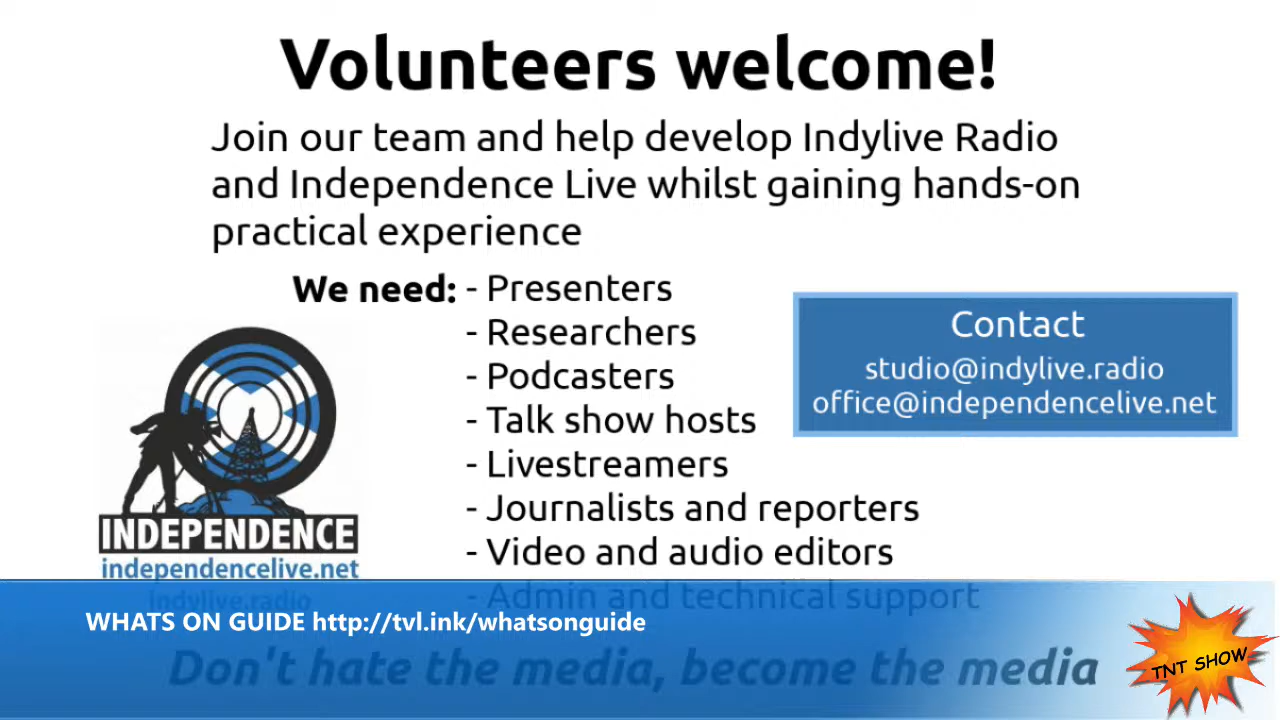 Volunteers welcome!
Join our team and help develop Indylive Radio
and Independence Live whilst gaining hands-on
practical experience
We need: - Presenters
- Researchers
- Podcasters
- Talk show hosts
- Livestreamers
- Journalists and reporters
- Video and audio editors
- Admin and technical support
Contact
studio@indylive.radio
office@independencelive.net
INDEPENDENCE
independencelive.net
indylive.radio
WHATS ON GUIDE http://tvl.ink/whatsonguide
Don't hate the media, become the media
TNT SHOW